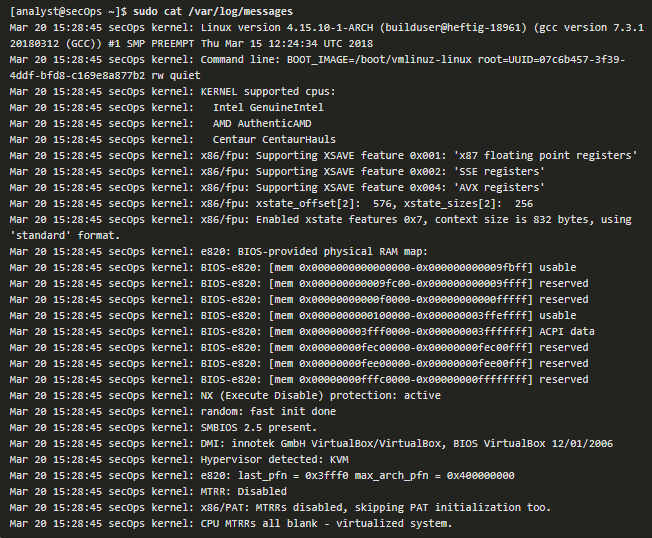 [analyst@secOps ~]$ sudo cat /var/log/messages
Mar 20 15:28:45 secOps kernel: Linux version 4.15.10-1-ARCH (builduser@heftig-18961) (gcc version 7.3.1
20180312 (GCC)) #1 SMP PREEMPT Thu Mar 15 12:24:34 UTC 2018
Mar 20 15:28:45 secOps kernel: Command line: BOOT_IMAGE=/boot/vmlinuz-linux root=UUID=07c6b457-3f39-
4ddf-bfd8-c169e8a877b2 rw quiet
Mar 20 15:28:45 secOps kernel: KERNEL supported cpus:
Mar 20 15:28:45 secOps kernel:   Intel GenuineIntel
Mar 20 15:28:45 secOps kernel:   AMD AuthenticAMD
Mar 20 15:28:45 secOps kernel:   Centaur CentaurHauls
Mar 20 15:28:45 secOps kernel: x86/fpu: Supporting XSAVE feature 0x001: 'x87 floating point registers'
Mar 20 15:28:45 secOps kernel: x86/fpu: Supporting XSAVE feature 0x002: 'SSE registers'
Mar 20 15:28:45 secOps kernel: x86/fpu: Supporting XSAVE feature 0x004: 'AVX registers'
Mar 20 15:28:45 secOps kernel: x86/fpu: xstate_offset[2]:  576, xstate_sizes[2]:  256
Mar 20 15:28:45 secOps kernel: x86/fpu: Enabled xstate features 0x7, context size is 832 bytes, using
'standard' format.
Mar 20 15:28:45 secOps kernel: e820: BIOS-provided physical RAM map:
Mar 20 15:28:45 secOps kernel: BIOS-e820: [mem 0x0000000000000000-0x000000000009fbff] usable
Mar 20 15:28:45 secOps kernel: BIOS-e820: [mem 0x000000000009fc00-0x000000000009ffff] reserved
Mar 20 15:28:45 secOps kernel: BIOS-e820: [mem 0x00000000000f0000-0x00000000000fffff] reserved
Mar 20 15:28:45 secOps kernel: BIOS-e820: [mem 0x0000000000100000-0x000000003ffeffff] usable
Mar 20 15:28:45 secOps kernel: BIOS-e820: [mem 0x000000003fff0000-0x000000003fffffff] ACPI data
Mar 20 15:28:45 secOps kernel: BIOS-e820: [mem 0x00000000fec00000-0x00000000fec00fff] reserved
Mar 20 15:28:45 secOps kernel: BIOS-e820: [mem 0x00000000fee00000-0x00000000fee00fff] reserved
Mar 20 15:28:45 secOps kernel: BIOS-e820: [mem 0x00000000fffc0000-0x00000000ffffffff] reserved
Mar 20 15:28:45 secOps kernel: NX (Execute Disable) protection: active
Mar 20 15:28:45 secOps kernel: random: fast init done
Mar 20 15:28:45 secOps kernel: SMBIOS 2.5 present.
Mar 20 15:28:45 secOps kernel: DMI: innotek GmbH VirtualBox/VirtualBox, BIOS VirtualBox 12/01/2006
Mar 20 15:28:45 secOps kernel: Hypervisor detected: KVM
Mar 20 15:28:45 secOps kernel: e820: last_pfn = 0x3fff0 max_arch_pfn = 0x400000000
Mar 20 15:28:45 secOps kernel: MTRR: Disabled
Mar 20 15:28:45 secOps kernel: x86/PAT: MTRRs disabled, skipping PAT initialization too.
Mar 20 15:28:45 secOps kernel: CPU MTRRs all blank - virtualized system.